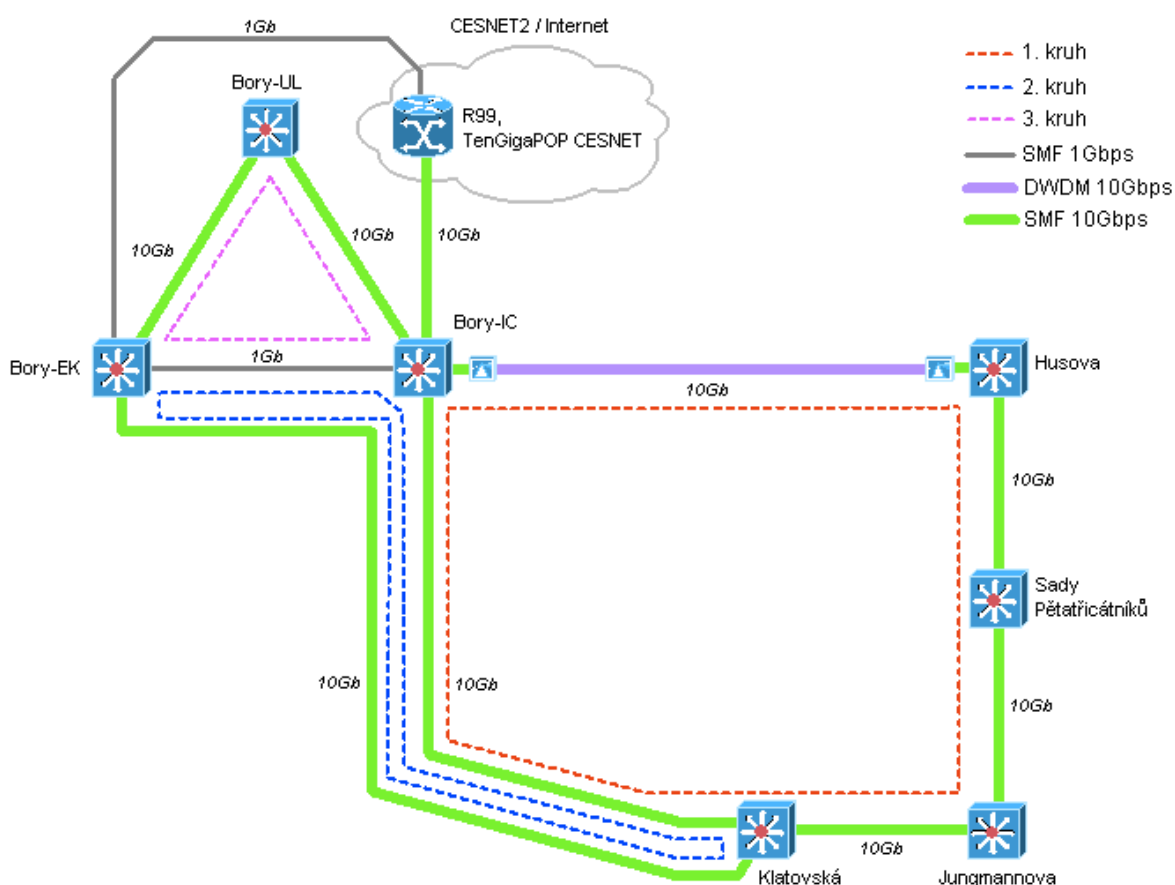 1Gb
CESNET2 / Internet
1. kruh
2. kruh
3. kruh
SMF 1Gbps
DWDM 10Gbps
SMF 10Gbps
Bory-UL
R99,
TenGigaPOP CESNET
10Gb
10Gb
10Gb
Bory-IC
Bory-EK
1Gb
Husova
10Gb
10Gb
Sady
Pětatřicátníků
10Gb
10Gb
10Gb
10Gb
Klatovská
Jungmannova